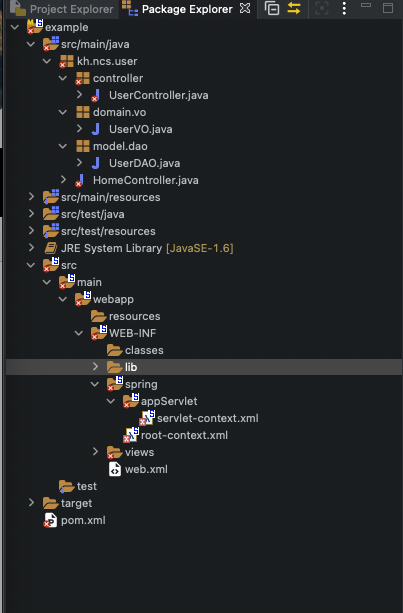 Project Explorer Package Explorer
example
src/main/java
kh.ncs.user
controller
UserController.java
domain.vo
UserVO.java
model.dao
UserDAO.java
HomeController.java
src/main/resources
src/test/java
src/test/resources
JRE System Library [JavaSE-1.6]
src
main
webapp
resources
WEB-INF
classes
lib
spring
appServlet
servlet-context.xml
root-context.xml
views
web.xml
test
target
pom.xml